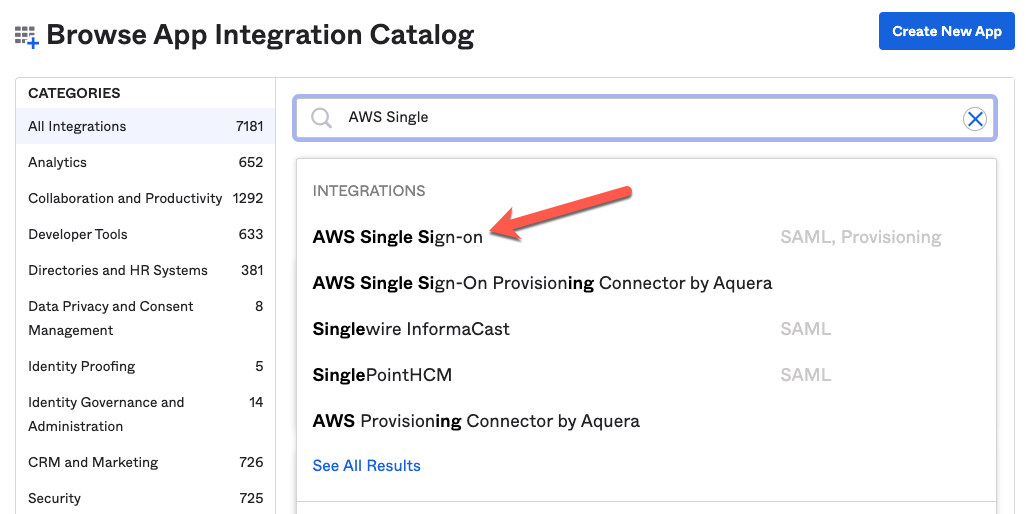 Browse App Integration Catalog
Create New App
CATEGORIES
All Integrations 7181
Analytics 652
Collaboration and Productivity 1292
Developer Tools 633
Directories and HR Systems 381
Data Privacy and Consent Management 8
Identity Proofing 5
Identity Governance and Administration 14
CRM and Marketing 726
Security 725
AWS Single
INTEGRATIONS
AWS Single Sign-on SAML, Provisioning
AWS Single Sign-On Provisioning Connector by Aquera
Singlewire InformaCast SAML
SinglePointHCM SAML
AWS Provisioning Connector by Aquera
See All Results